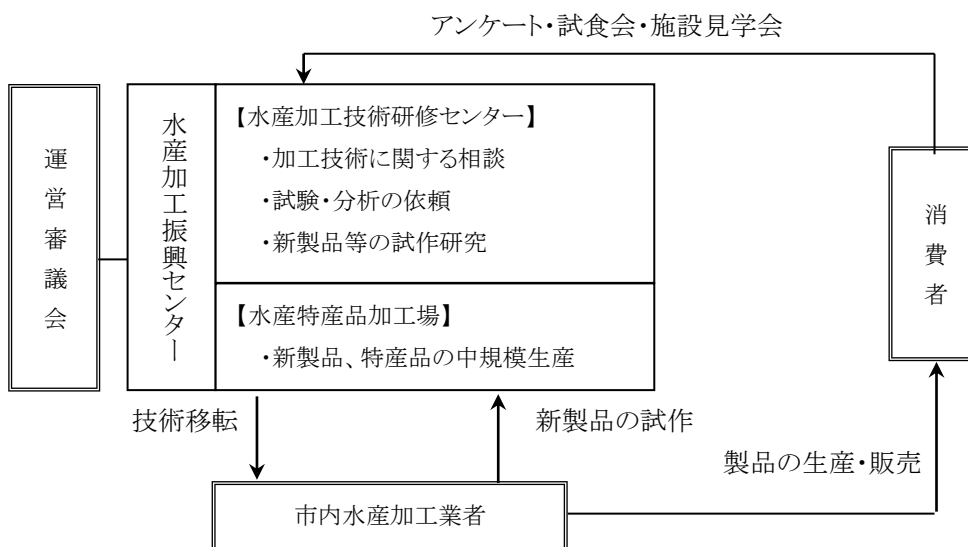 アンケート・試食会・施設見学会
運営審議会
水産加工振興センター
【水産加工技術研修センター】
・加工技術に関する相談
・試験・分析の依頼
・新製品等の試作研究
【水産特産品加工場】
・新製品、特産品の中規模生産
消費者
技術移転
新製品の試作
製品の生産・販売
市内水産加工業者